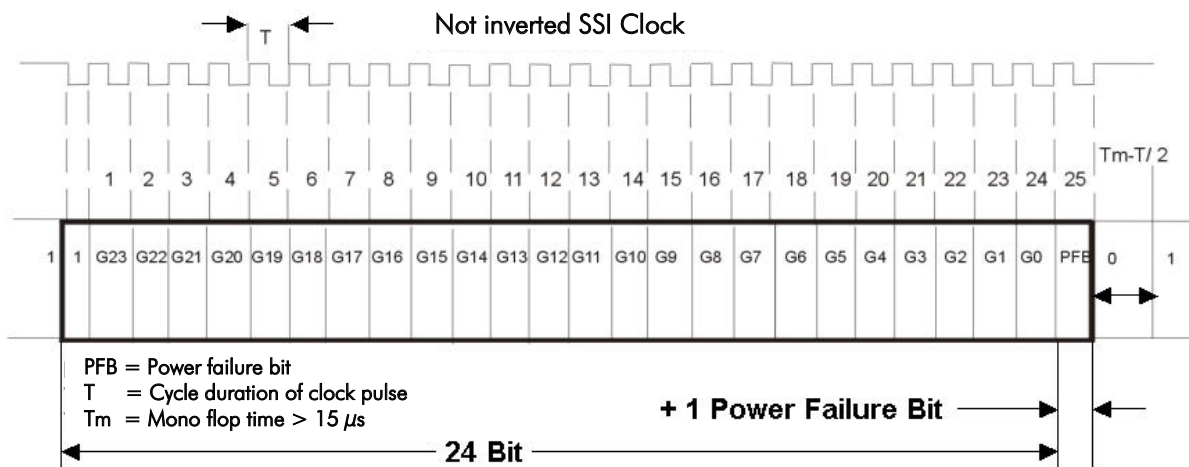 Not inverted SSI Clock
T
Tm-T/ 2
1 2 3 4 5 6 7 8 9 10 11 12 13 14 15 16 17 18 19 20 21 22 23 24 25
1 1 G23 G22 G21 G20 G19 G18 G17 G16 G15 G14 G13 G12 G11 G10 G9 G8 G7 G6 G5 G4 G3 G2 G1 G0 PFB 0 1
PFB = Power failure bit
T = Cycle duration of clock pulse
Tm = Mono flop time > 15 µs
+ 1 Power Failure Bit
24 Bit